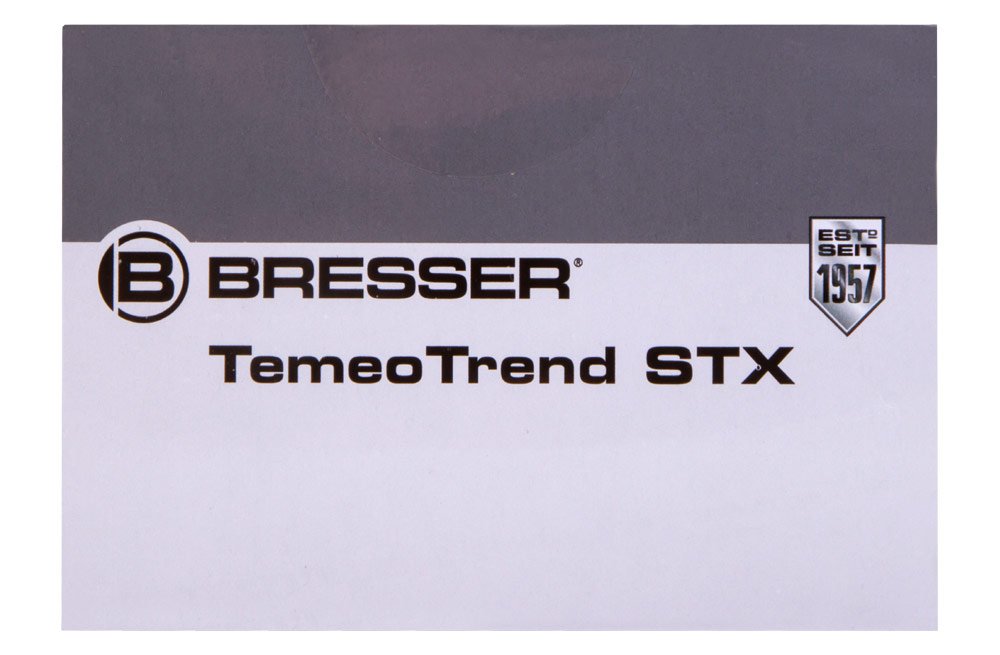 B BRESSER®
ESTD
SEIT
1957
TemeoTrend STX